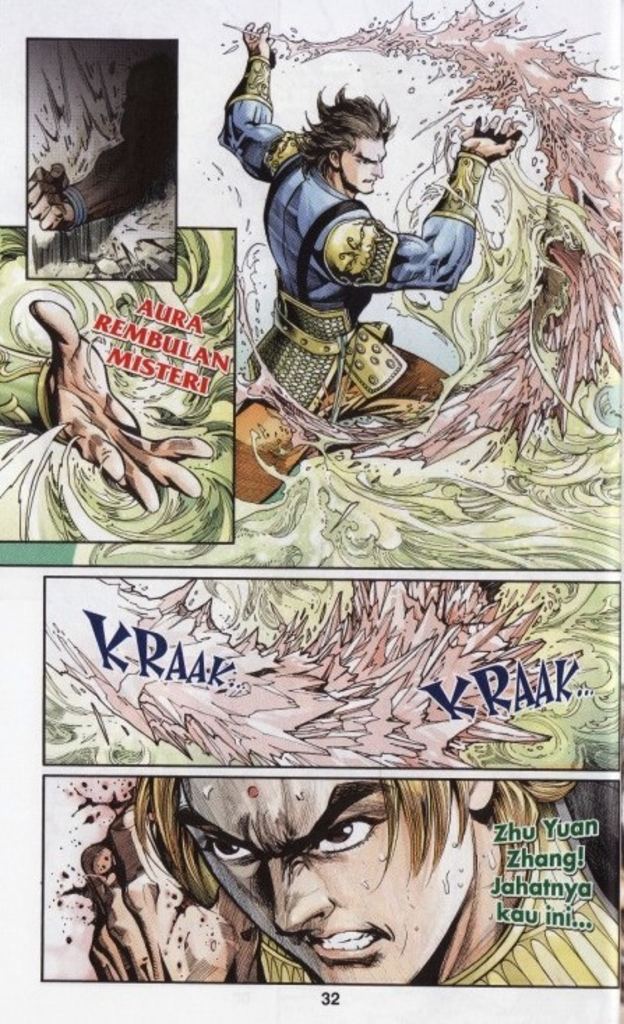 AURA
REMBULAN
MISTERI
KRAAK..
KRAAK...
Zhu Yuan
Zhang!
Jahatnya
kau ini...
32